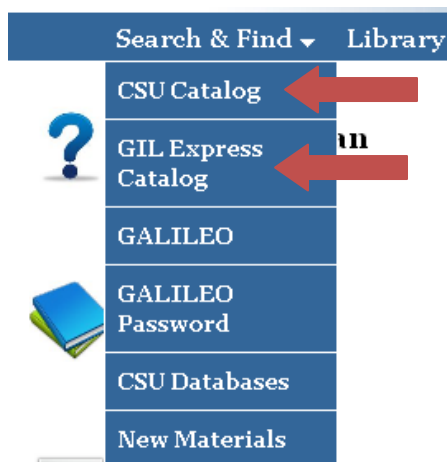 Search & Find Library
CSU Catalog
GIL Express
Catalog
GALILEO
GALILEO
Password
CSU Databases
New Materials